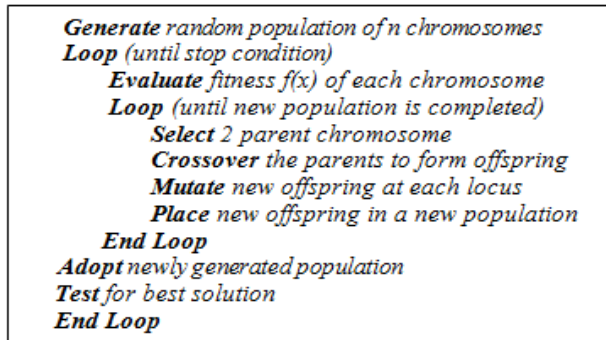 Generate random population of n chromosomes
Loop (until stop condition)
Evaluate fitness f(x) of each chromosome
Loop (until new population is completed)
Select 2 parent chromosome
Crossover the parents to form offspring
Mutate new offspring at each locus
Place new offspring in a new population
End Loop
Adopt newly generated population
Test for best solution
End Loop